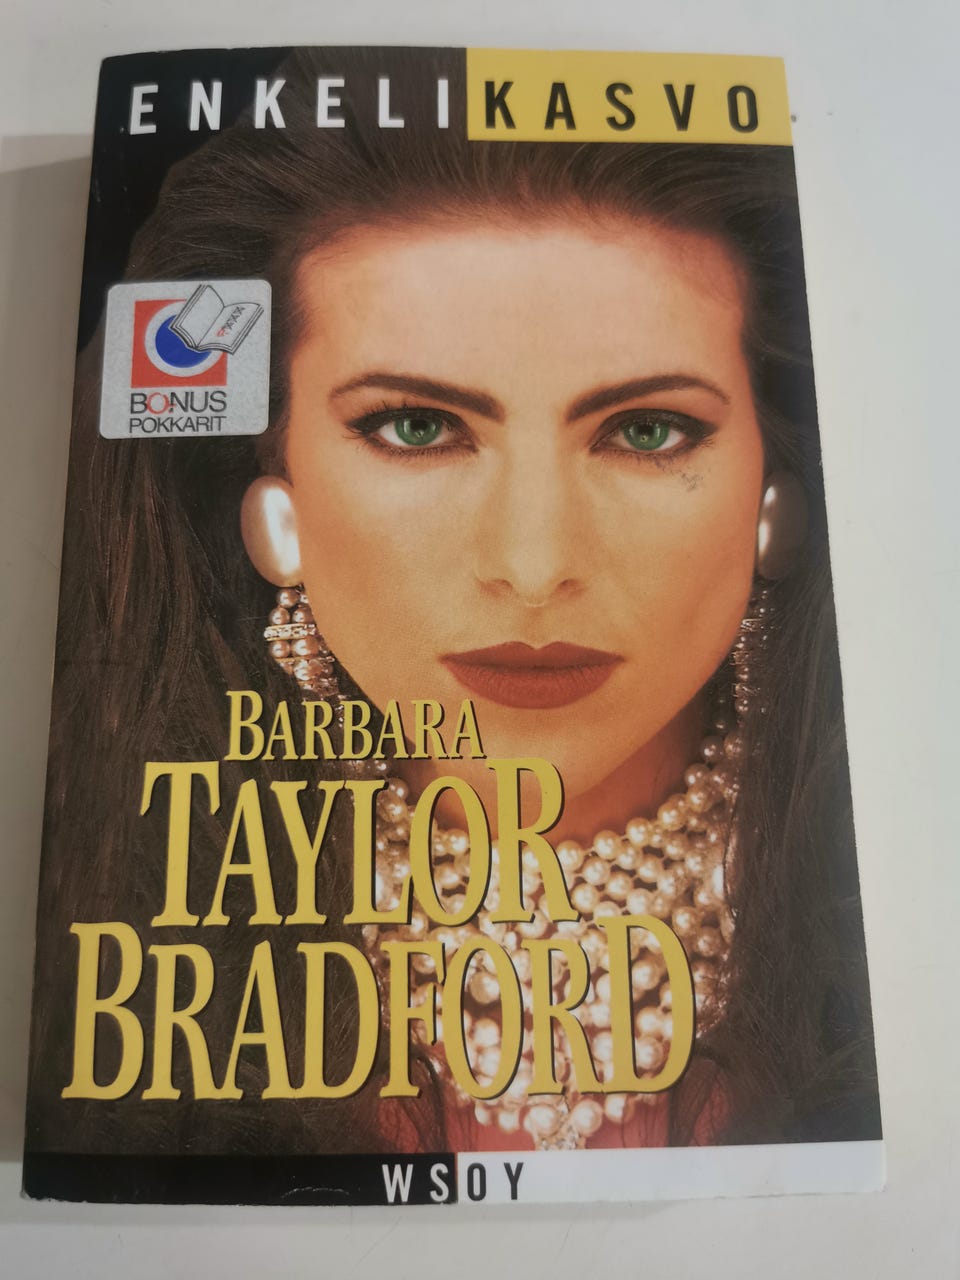 ENKELIKASVO
BONUS
POKKARIT
BARBARA
TAYLOR
BRADFORD
WSOY